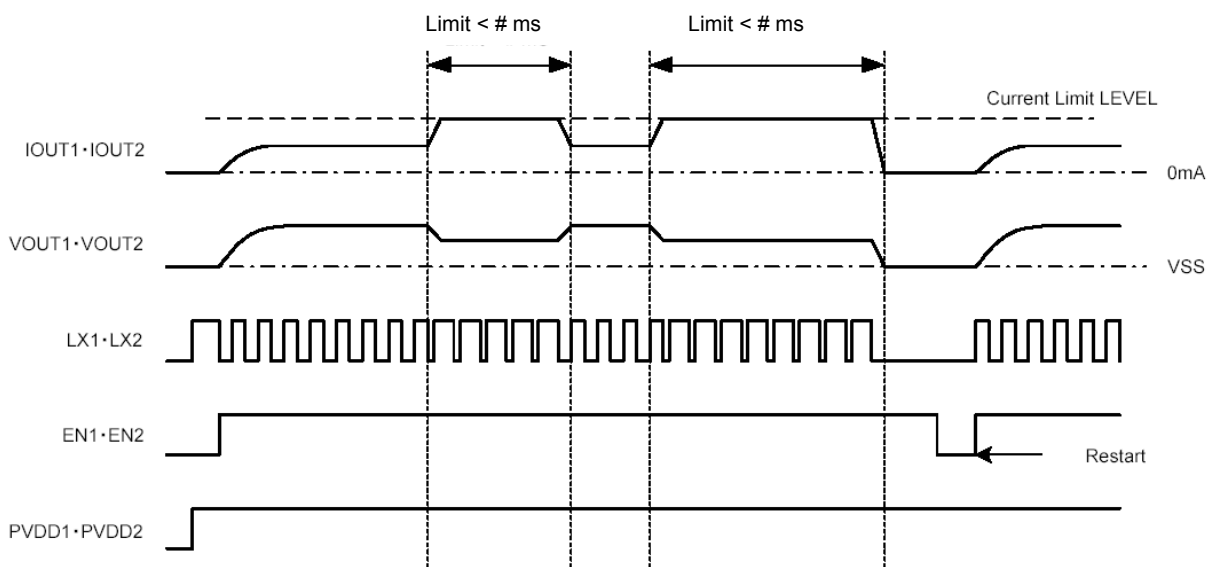 Limit < # ms
Limit < # ms
Current Limit LEVEL
IOUT1・IOUT2
0mA
VOUT1・VOUT2
VSS
LX1・LX2
EN1・EN2
Restart
PVDD1・PVDD2